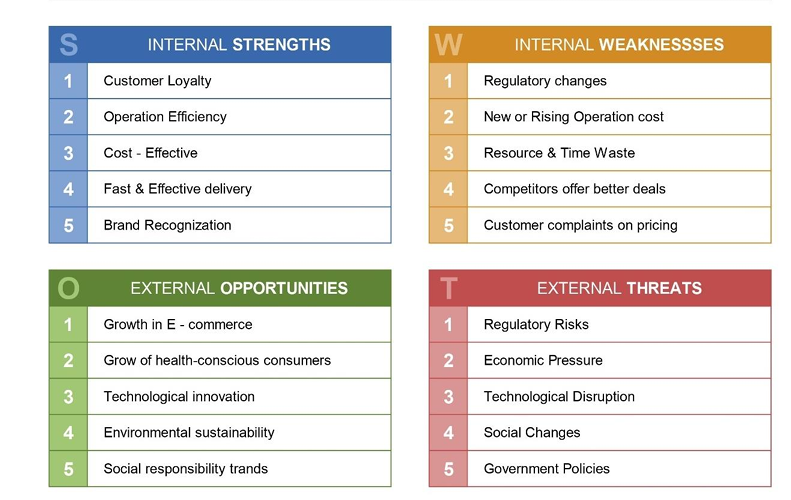 S INTERNAL STRENGTHS
1 Customer Loyalty
2 Operation Efficiency
3 Cost - Effective
4 Fast & Effective delivery
5 Brand Recognization
W INTERNAL WEAKNESSSES
1 Regulatory changes
2 New or Rising Operation cost
3 Resource & Time Waste
4 Competitors offer better deals
5 Customer complaints on pricing
O EXTERNAL OPPORTUNITIES
1 Growth in E - commerce
2 Grow of health-conscious consumers
3 Technological innovation
4 Environmental sustainability
5 Social responsibility trands
T EXTERNAL THREATS
1 Regulatory Risks
2 Economic Pressure
3 Technological Disruption
4 Social Changes
5 Government Policies